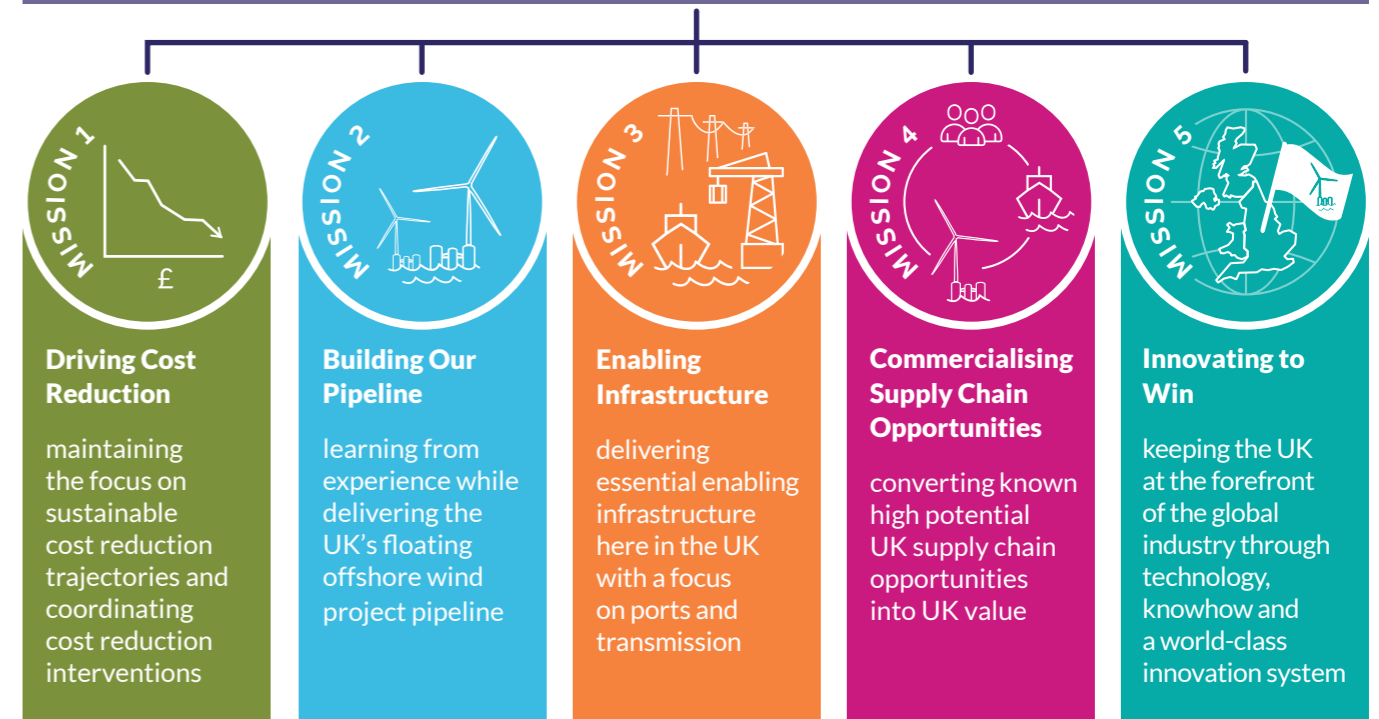 MISSION 1
£
Driving Cost
Reduction
maintaining
the focus on
sustainable
cost reduction
trajectories and
coordinating
cost reduction
interventions
MISSION 2
Building Our
Pipeline
learning from
experience while
delivering the
UK’s floating
offshore wind
project pipeline
MISSION 3
Enabling
Infrastructure
delivering
essential enabling
infrastructure
here in the UK
with a focus
on ports and
transmission
MISSION 4
Commercialising
Supply Chain
Opportunities
converting known
high potential
UK supply chain
opportunities
into UK value
MISSION 5
Innovating to
Win
keeping the UK
at the forefront
of the global
industry through
technology,
knowhow and
a world-class
innovation system